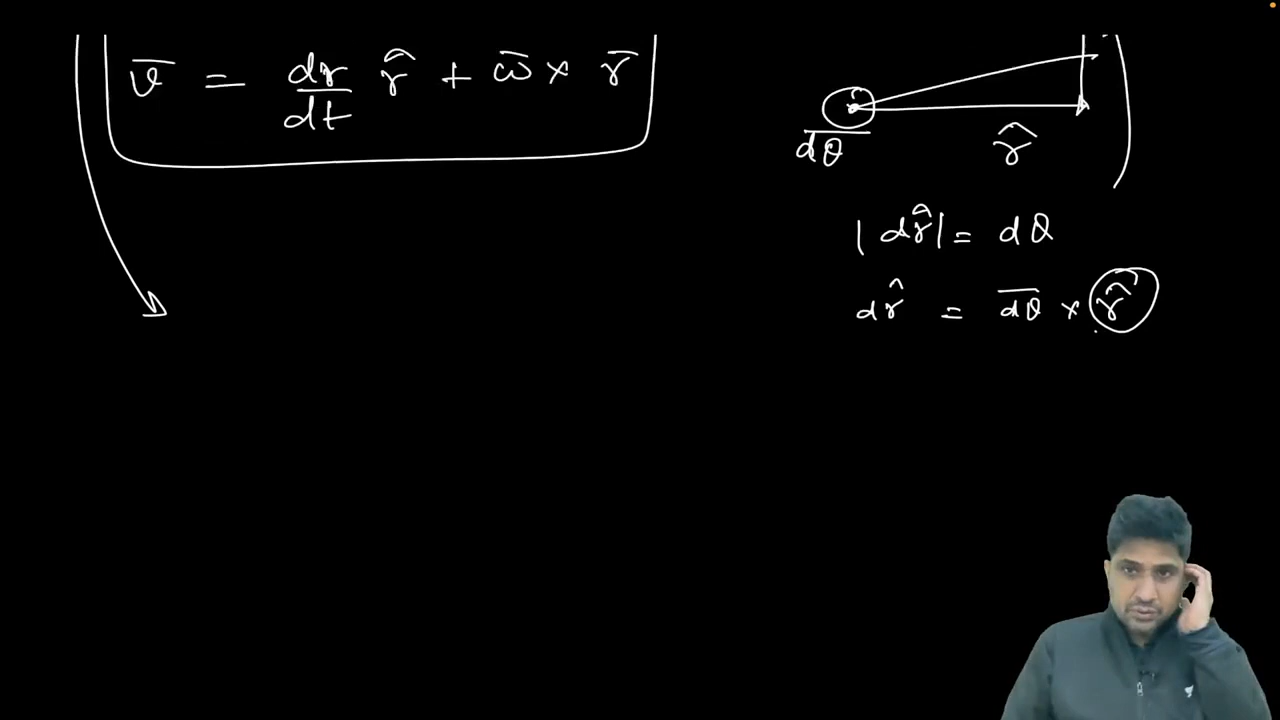 v̅ = dr/dt r̂ + ω̅ × r̅
dθ̅ r̂
|dr̂| = dθ
dr̂ = d̅θ̅ × r̂